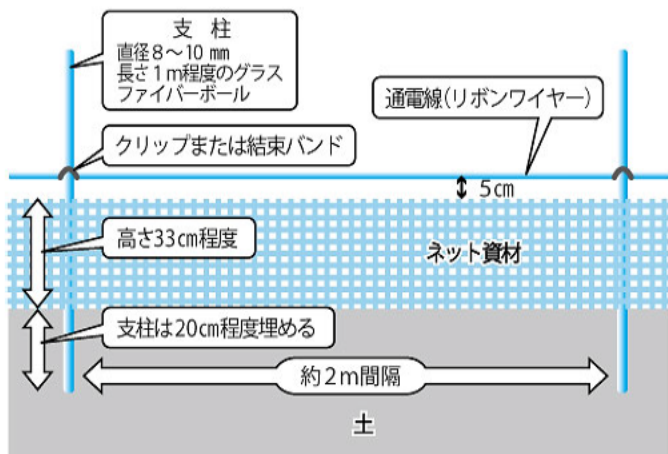 支 柱
直径8〜10 ㎜
長さ1m程度のグラス
ファイバーボール
通電線(リボンワイヤー)
クリップまたは結束バンド
5㎝
高さ33㎝程度
ネット資材
支柱は20㎝程度埋める
約2m間隔
土